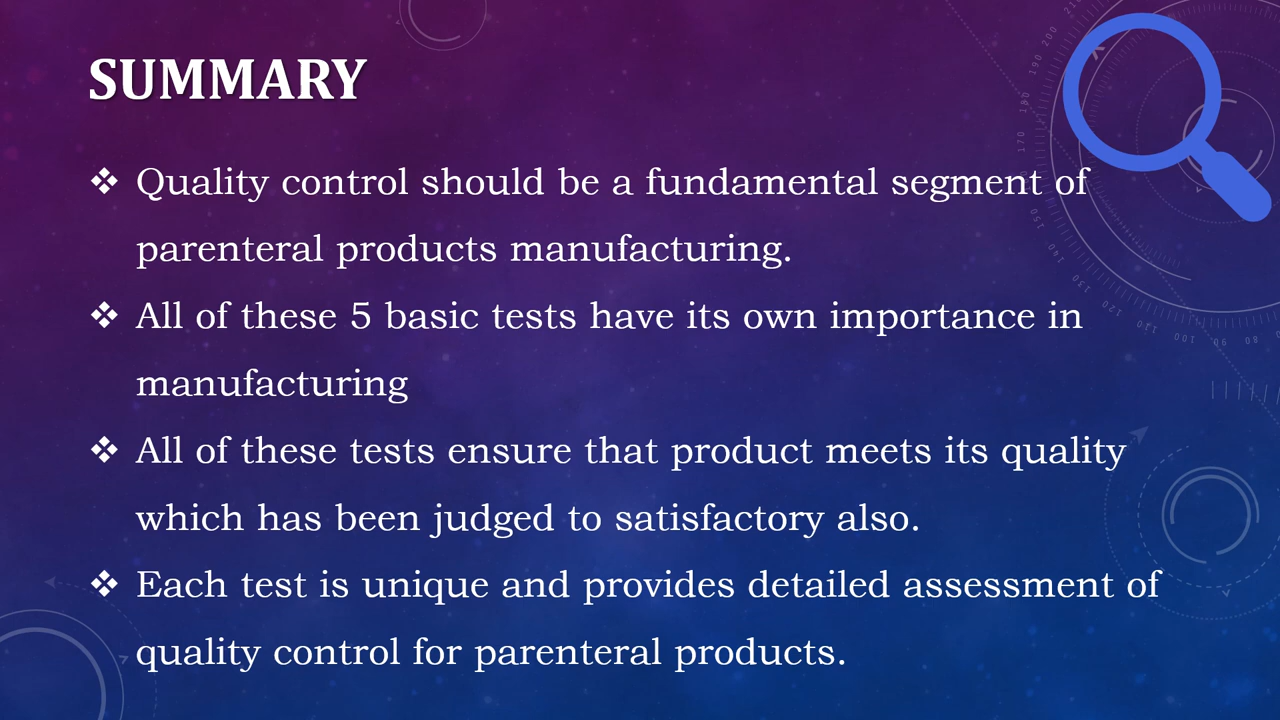 SUMMARY
❖ Quality control should be a fundamental segment of
parenteral products manufacturing.
❖ All of these 5 basic tests have its own importance in
manufacturing
❖ All of these tests ensure that product meets its quality
which has been judged to satisfactory also.
❖ Each test is unique and provides detailed assessment of
quality control for parenteral products.